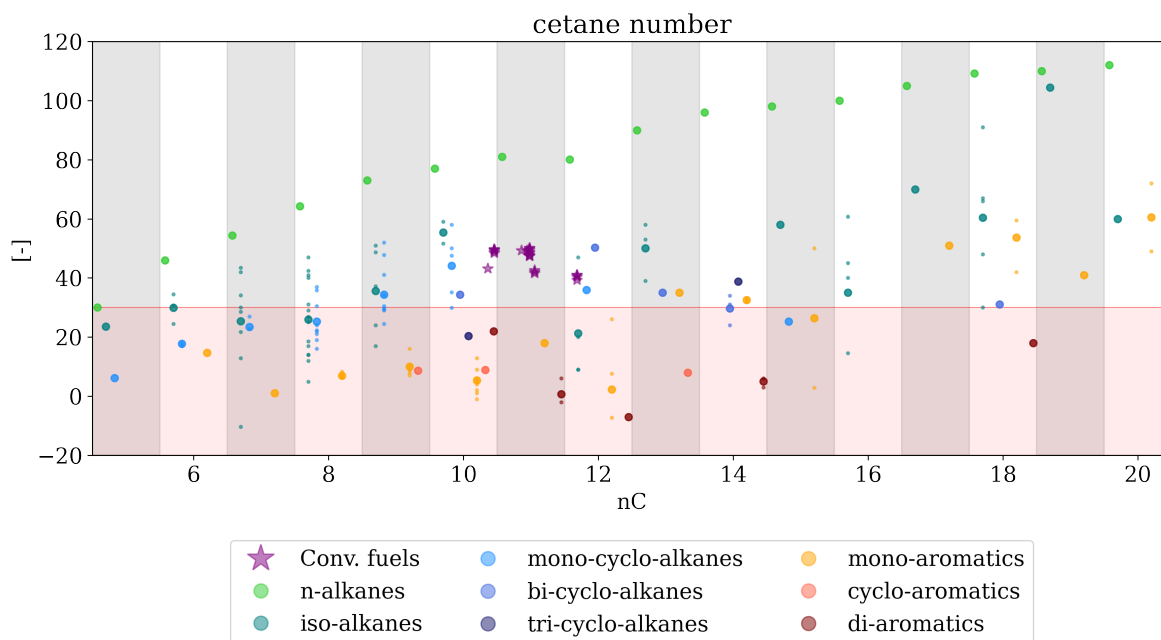 cetane number
120
100
80
60
40
20
0
−20
[-]
6 8 10 12 14 16 18 20
nC
Conv. fuels mono-cyclo-alkanes mono-aromatics
n-alkanes bi-cyclo-alkanes cyclo-aromatics
iso-alkanes tri-cyclo-alkanes di-aromatics